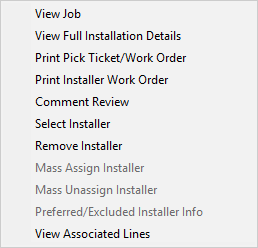 View Job
View Full Installation Details
Print Pick Ticket/Work Order
Print Installer Work Order
Comment Review
Select Installer
Remove Installer
Mass Assign Installer
Mass Unassign Installer
Preferred/Excluded Installer Info
View Associated Lines